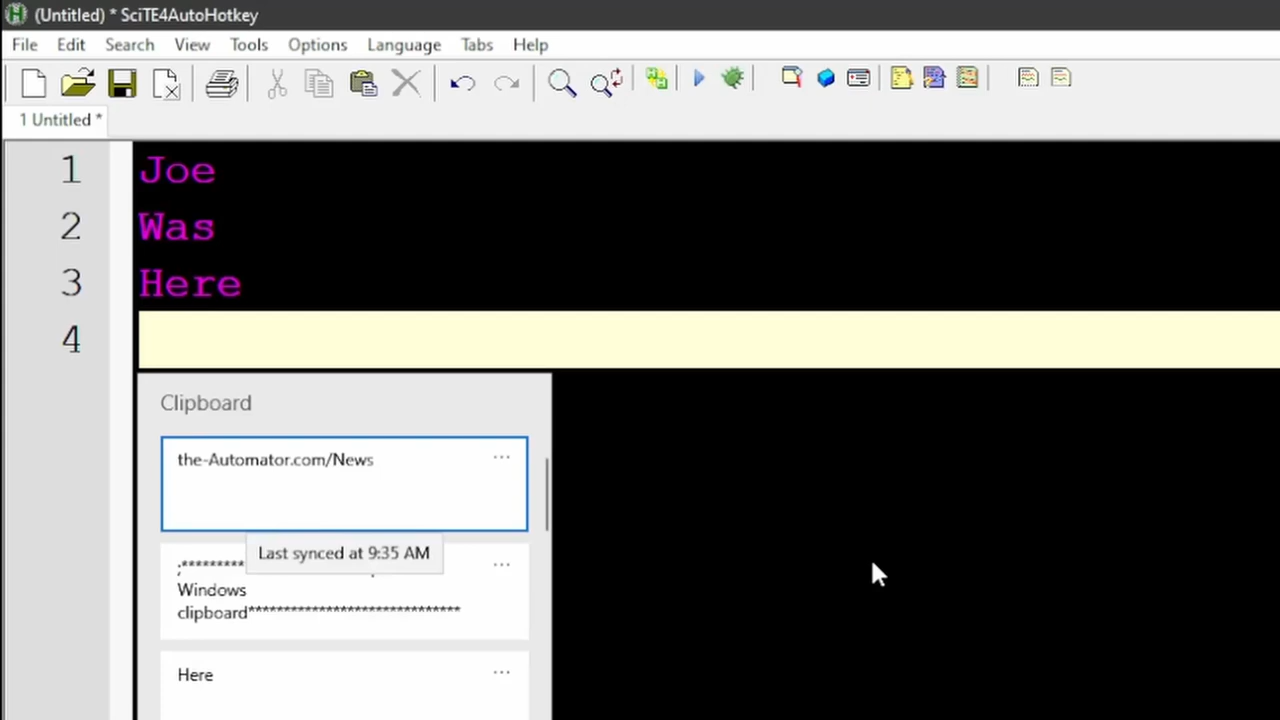 (Untitled) * SciTE4AutoHotkey
File Edit Search View Tools Options Language Tabs Help
1 Untitled *
1 Joe
2 Was
3 Here
4
Clipboard
the-Automator.com/News ...
Last synced at 9:35 AM
;********* ...
Windows
clipboard******************************
Here ...